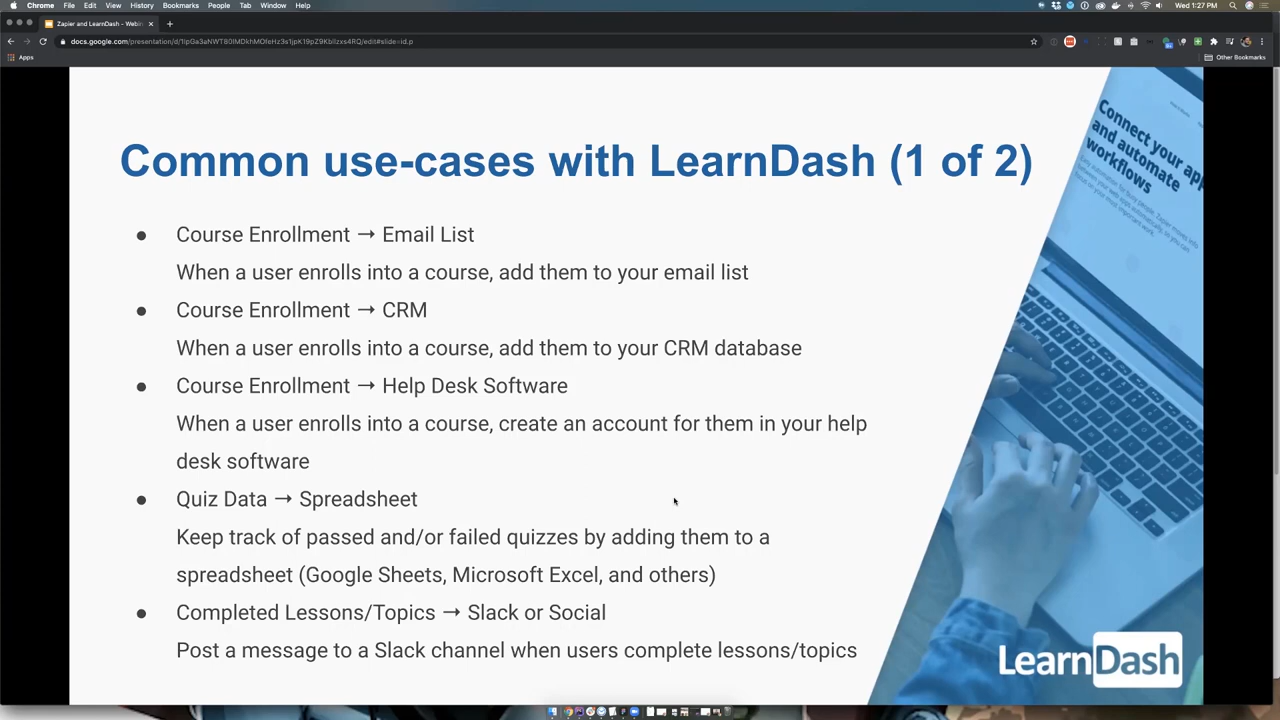 Chrome File Edit View History Bookmarks People Tab Window Help
Wed 1:27 PM
Zapier and LearnDash - Webin
Apps
Other Bookmarks
Common use-cases with LearnDash (1 of 2)
● Course Enrollment → Email List
When a user enrolls into a course, add them to your email list
● Course Enrollment → CRM
When a user enrolls into a course, add them to your CRM database
● Course Enrollment → Help Desk Software
When a user enrolls into a course, create an account for them in your help
desk software
● Quiz Data → Spreadsheet
Keep track of passed and/or failed quizzes by adding them to a
spreadsheet (Google Sheets, Microsoft Excel, and others)
● Completed Lessons/Topics → Slack or Social
Post a message to a Slack channel when users complete lessons/topics
Connect your app
and automate
workflows
LearnDash